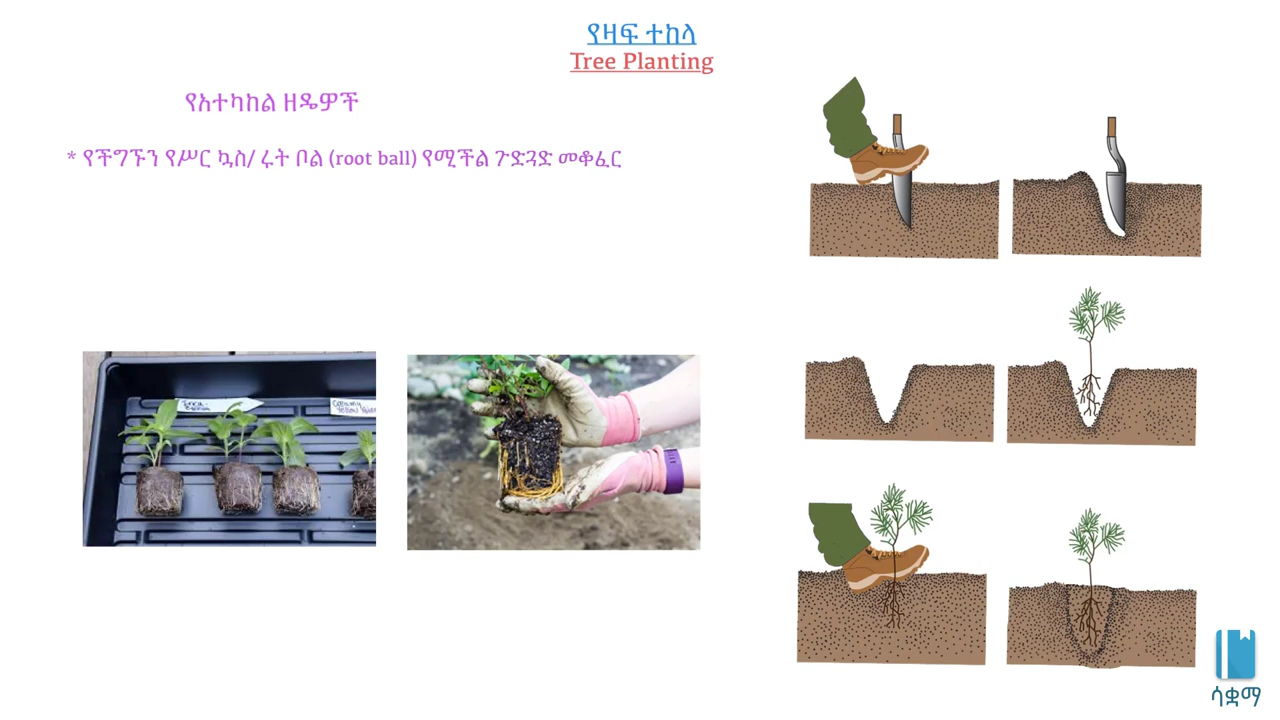 የዛፍ ተከላ
Tree Planting
የአተካከል ዘዴዎች
* የችግኙን የሥር ኳስ/ ሩት ቦል (root ball) የሚችል ጉድጓድ መቆፈር
ሳቋማ